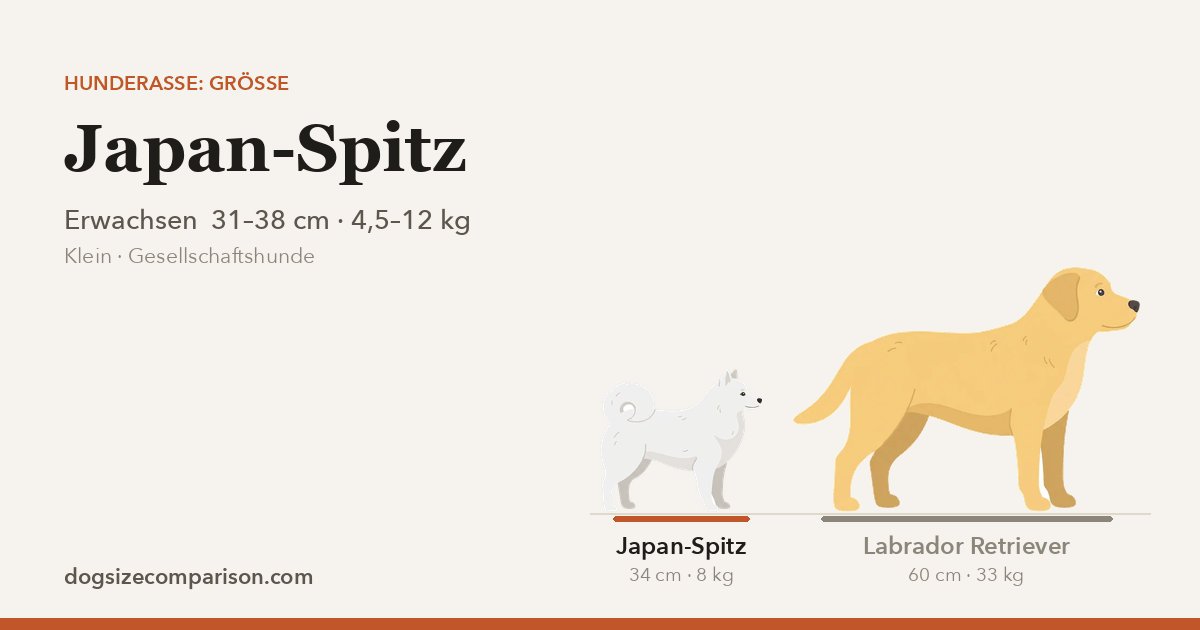 HUNDERASSE: GRÖSSE
Japan-Spitz
Erwachsen 31–38 cm · 4,5–12 kg
Klein · Gesellschaftshunde
Japan-Spitz
34 cm · 8 kg
Labrador Retriever
60 cm · 33 kg
dogsizecomparison.com